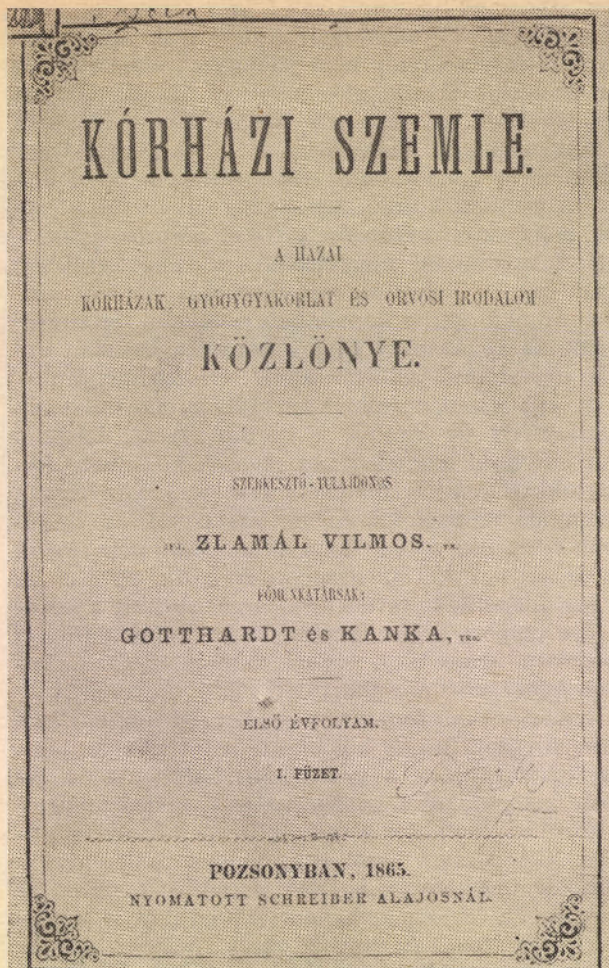 KÓRHÁZI SZEMLE.
A HAZAI
KÓRHÁZAK, GYÓGYGYAKORLAT ÉS ORVOSI IRODALOM
KÖZLÖNYE.
SZERKESZTŐ-TULAJDONOS
ZLAMÁL VILMOS.
FŐMUNKATÁRSAK:
GOTTHARDT és KANKA,
ELSŐ ÉVFOLYAM.
I. FÜZET.
POZSONYBAN, 1865.
NYOMATOTT SCHREIBER ALAJOSNÁL.